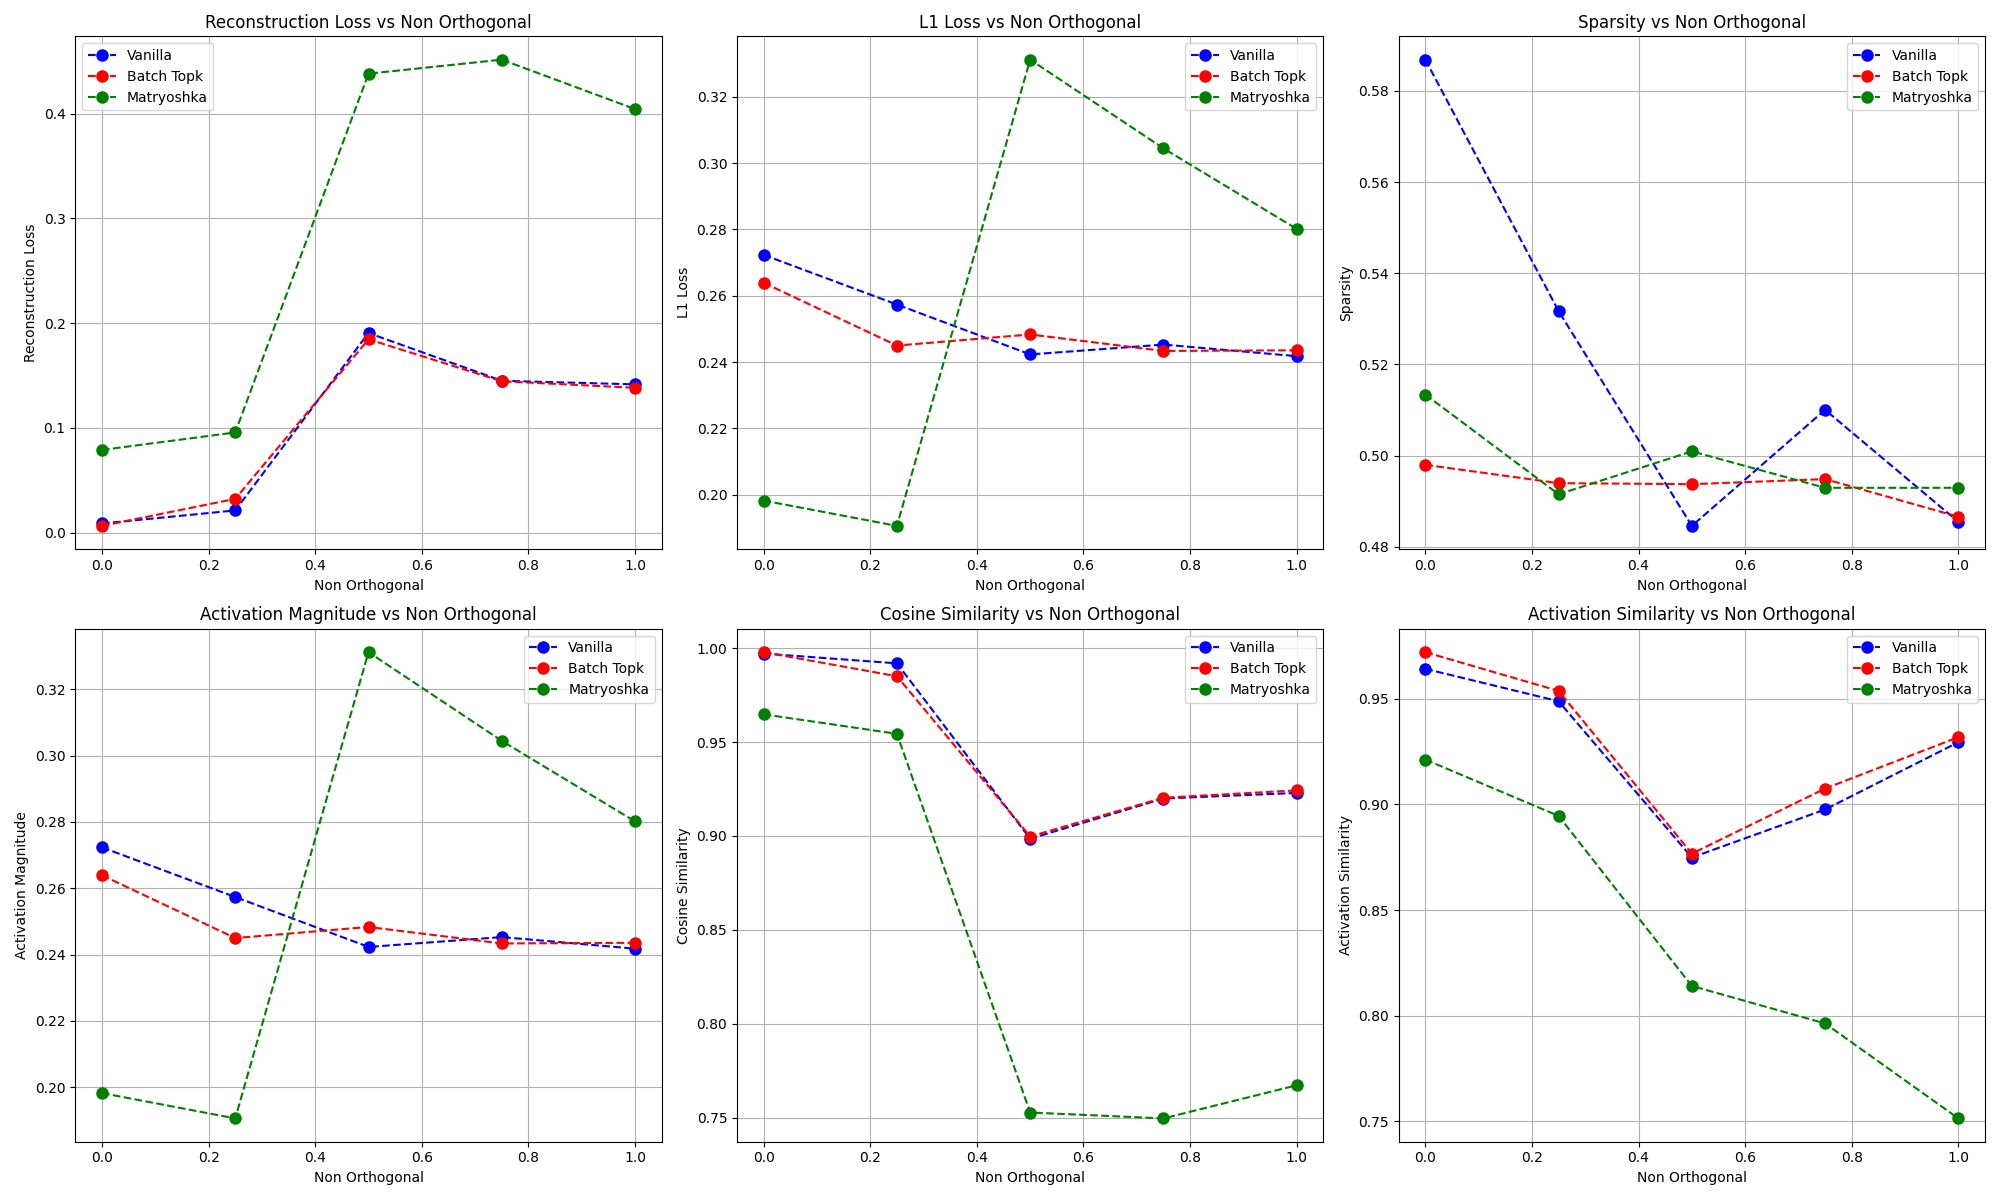 Reconstruction Loss vs Non Orthogonal
Vanilla
Batch Topk
Matryoshka
Reconstruction Loss
0.4
0.3
0.2
0.1
0.0
0.0 0.2 0.4 0.6 0.8 1.0
Non Orthogonal
L1 Loss vs Non Orthogonal
Vanilla
Batch Topk
Matryoshka
L1 Loss
0.32
0.30
0.28
0.26
0.24
0.22
0.20
0.0 0.2 0.4 0.6 0.8 1.0
Non Orthogonal
Sparsity vs Non Orthogonal
Vanilla
Batch Topk
Matryoshka
Sparsity
0.58
0.56
0.54
0.52
0.50
0.48
0.0 0.2 0.4 0.6 0.8 1.0
Non Orthogonal
Activation Magnitude vs Non Orthogonal
Vanilla
Batch Topk
Matryoshka
Activation Magnitude
0.32
0.30
0.28
0.26
0.24
0.22
0.20
0.0 0.2 0.4 0.6 0.8 1.0
Non Orthogonal
Cosine Similarity vs Non Orthogonal
Vanilla
Batch Topk
Matryoshka
Cosine Similarity
1.00
0.95
0.90
0.85
0.80
0.75
0.0 0.2 0.4 0.6 0.8 1.0
Non Orthogonal
Activation Similarity vs Non Orthogonal
Vanilla
Batch Topk
Matryoshka
Activation Similarity
0.95
0.90
0.85
0.80
0.75
0.0 0.2 0.4 0.6 0.8 1.0
Non Orthogonal